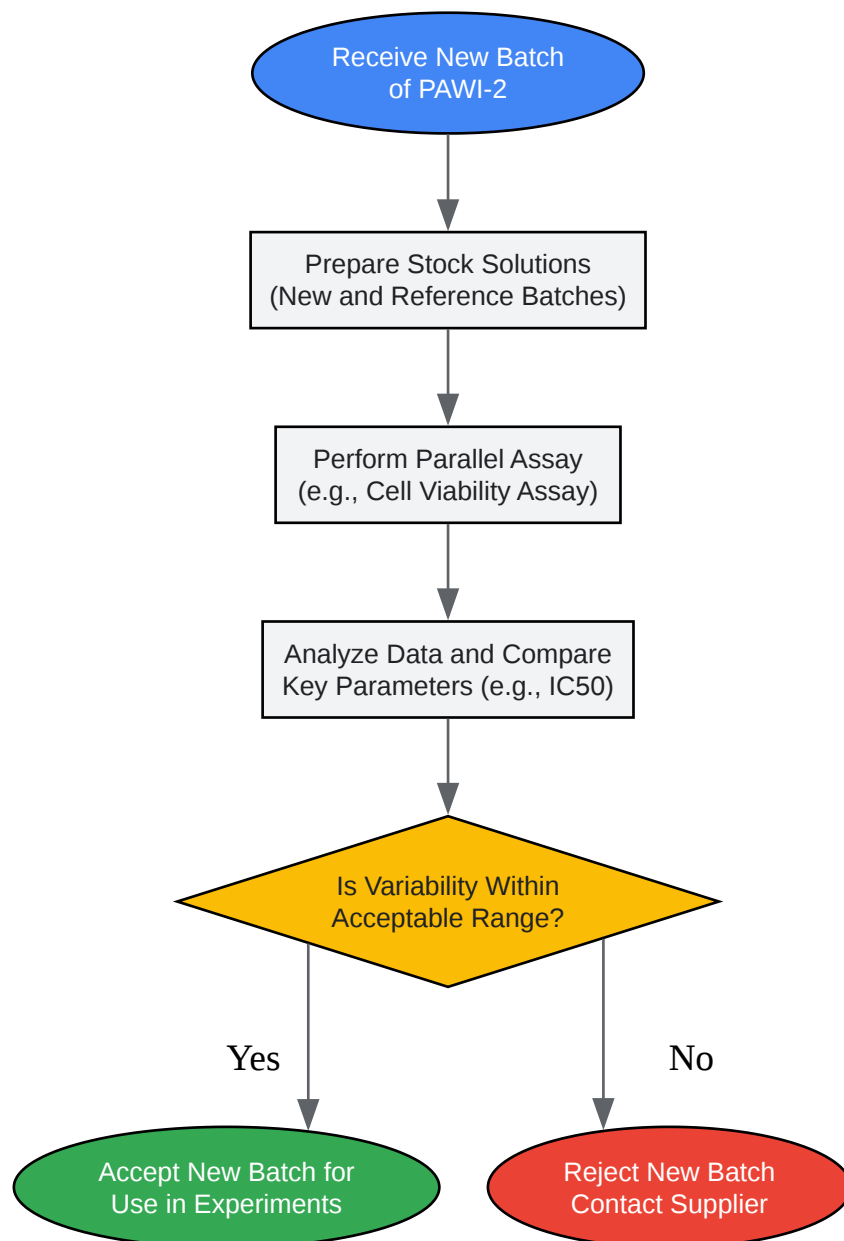 Receive New Batch
of PAWI-2
Prepare Stock Solutions
(New and Reference Batches)
Perform Parallel Assay
(e.g., Cell Viability Assay)
Analyze Data and Compare
Key Parameters (e.g., IC50)
Is Variability Within
Acceptable Range?
Yes
No
Accept New Batch for
Use in Experiments
Reject New Batch
Contact Supplier